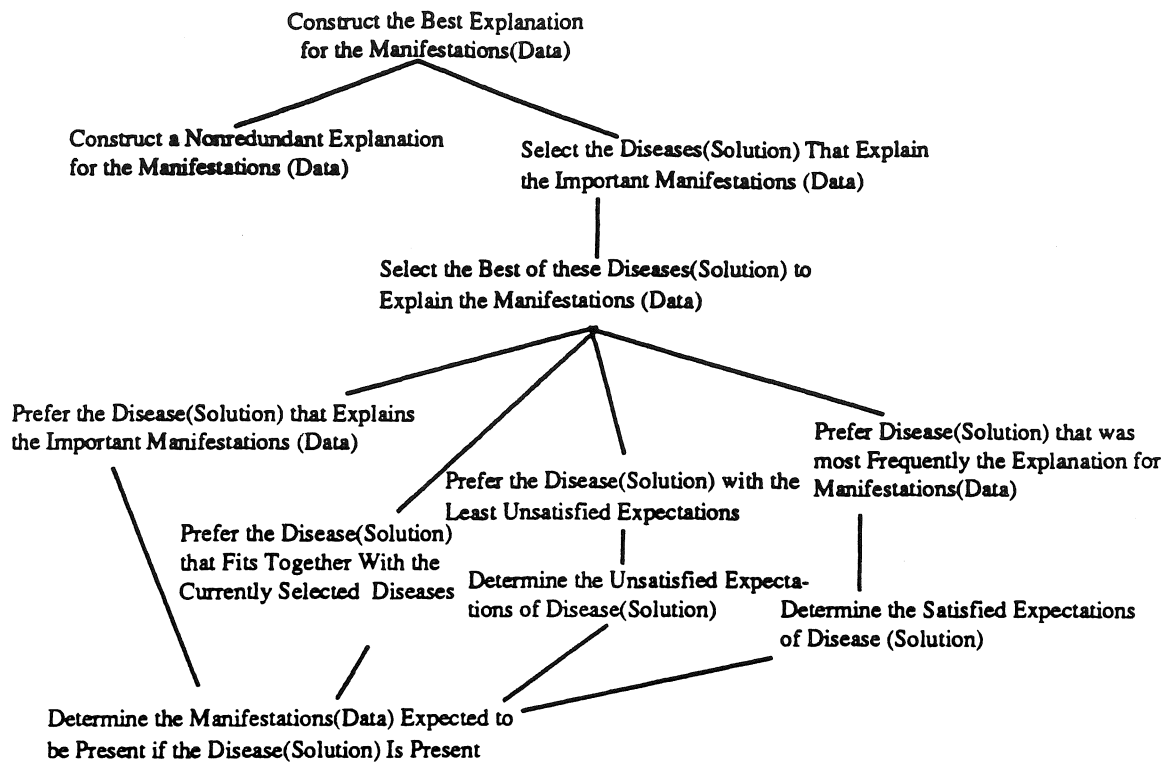 Construct the Best Explanation
for the Manifestations(Data)
Construct a Nonredundant Explanation
for the Manifestations (Data)
Select the Diseases(Solution) That Explain
the Important Manifestations (Data)
Select the Best of these Diseases(Solution) to
Explain the Manifestations (Data)
Prefer the Disease(Solution) that Explains
the Important Manifestations (Data)
Prefer the Disease(Solution)
that Fits Together With the
Currently Selected Diseases
Prefer the Disease(Solution) with the
Least Unsatisfied Expectations
Prefer Disease(Solution) that was
most Frequently the Explanation for
Manifestations(Data)
Determine the Unsatisfied Expecta-
tions of Disease(Solution)
Determine the Satisfied Expectations
of Disease (Solution)
Determine the Manifestations(Data) Expected to
be Present if the Disease(Solution) Is Present